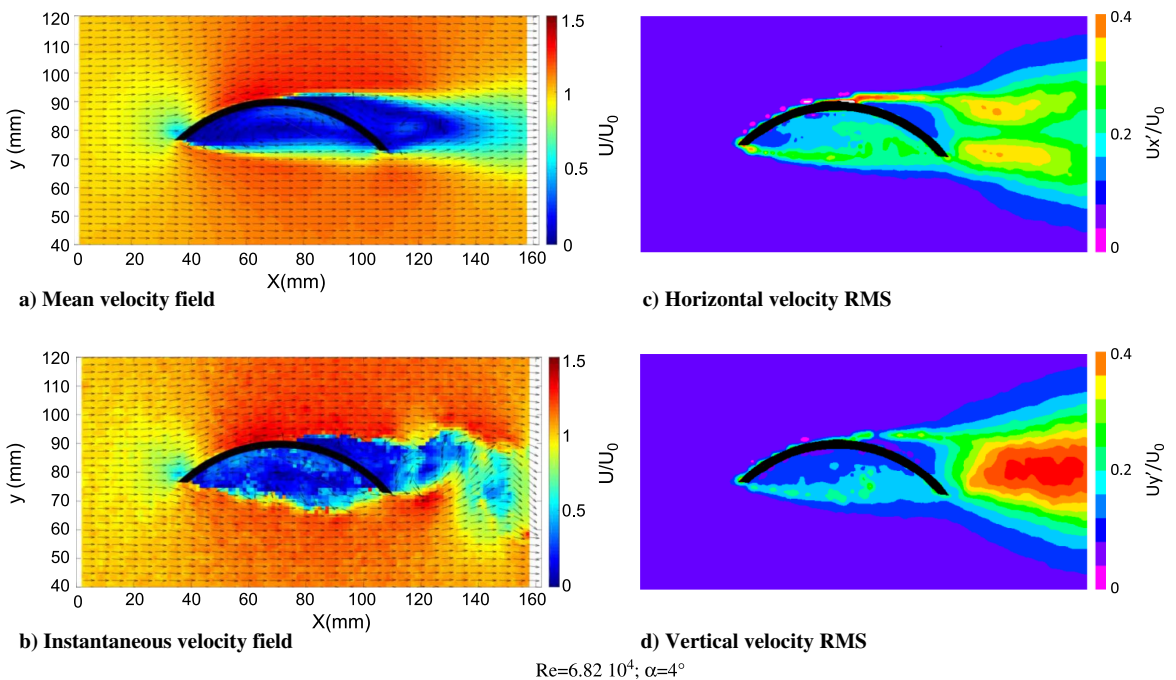 120
110
100
90
80
70
60
50
40
y (mm)
0 20 40 60 80 100 120 140 160
X(mm)
1.5
1
0.5
0
U/U0
a) Mean velocity field
0.4
0.2
0
Ux'/U0
c) Horizontal velocity RMS
120
110
100
90
80
70
60
50
40
y (mm)
0 20 40 60 80 100 120 140 160
X(mm)
1.5
1
0.5
0
U/U0
b) Instantaneous velocity field
0.4
0.2
0
Uy'/U0
d) Vertical velocity RMS
Re=6.82 10⁴; α=4°